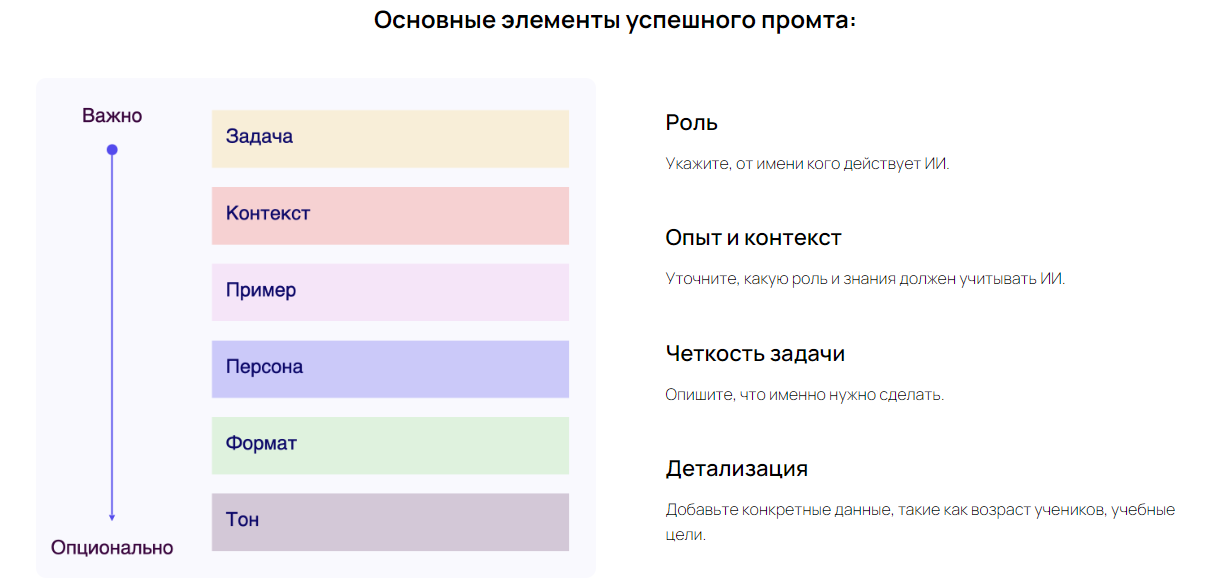 Основные элементы успешного промта:
Важно
Задача
Контекст
Пример
Персона
Формат
Тон
Опционально
Роль
Укажите, от имени кого действует ИИ.
Опыт и контекст
Уточните, какую роль и знания должен учитывать ИИ.
Четкость задачи
Опишите, что именно нужно сделать.
Детализация
Добавьте конкретные данные, такие как возраст учеников, учебные
цели.